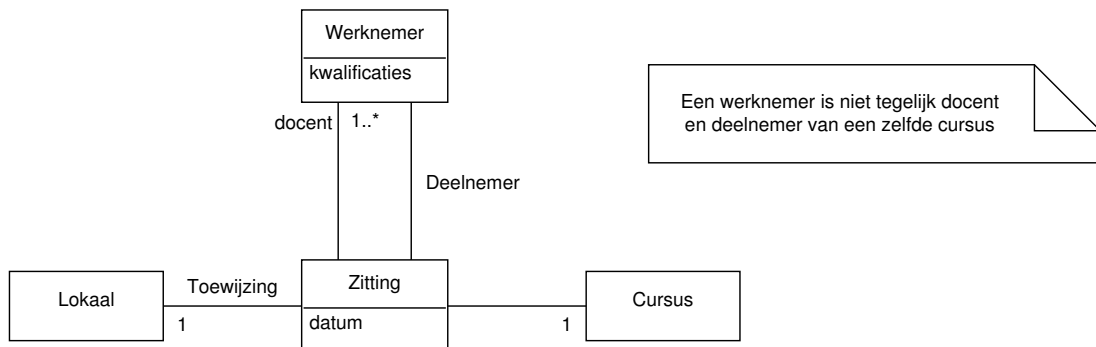 Werknemer
kwalificaties
docent
1..*
Deelnemer
Een werknemer is niet tegelijk docent
en deelnemer van een zelfde cursus
Lokaal
Toewijzing
1
Zitting
datum
1
Cursus